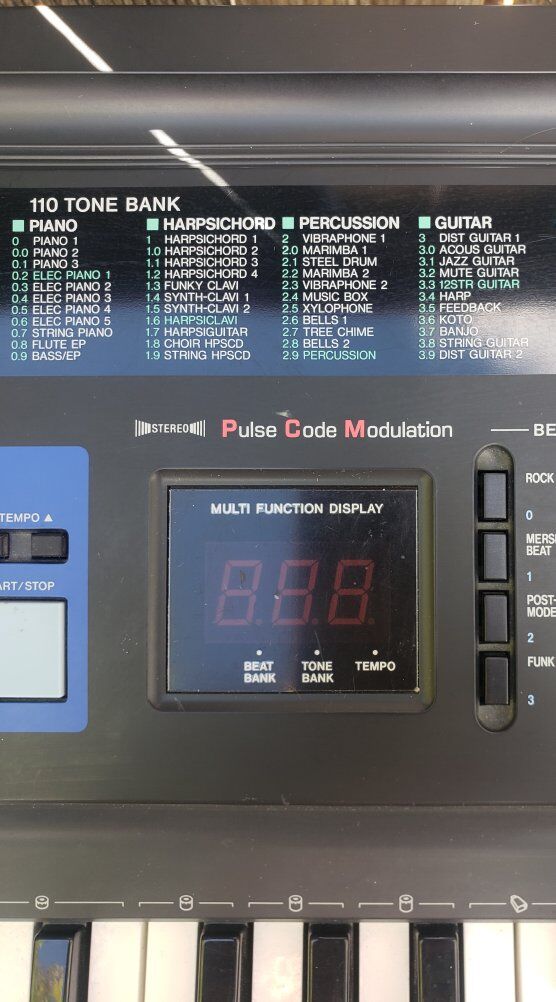 110 TONE BANK
PIANO
0 PIANO 1
0.0 PIANO 2
0.1 PIANO 3
0.2 ELEC PIANO 1
0.3 ELEC PIANO 2
0.4 ELEC PIANO 3
0.5 ELEC PIANO 4
0.6 ELEC PIANO 5
0.7 STRING PIANO
0.8 FLUTE EP
0.9 BASS/EP
HARPSICHORD
1 HARPSICHORD 1
1.0 HARPSICHORD 2
1.1 HARPSICHORD 3
1.2 HARPSICHORD 4
1.3 FUNKY CLAVI
1.4 SYNTH-CLAVI 1
1.5 SYNTH-CLAVI 2
1.6 HARPSICLAVI
1.7 HARPSIGUITAR
1.8 CHOIR HPSCD
1.9 STRING HPSCD
PERCUSSION
2 VIBRAPHONE 1
2.0 MARIMBA 1
2.1 STEEL DRUM
2.2 MARIMBA 2
2.3 VIBRAPHONE 2
2.4 MUSIC BOX
2.5 XYLOPHONE
2.6 BELLS 1
2.7 TREE CHIME
2.8 BELLS 2
2.9 PERCUSSION
GUITAR
3 DIST GUITAR 1
3.0 ACOUS GUITAR
3.1 JAZZ GUITAR
3.2 MUTE GUITAR
3.3 12STR GUITAR
3.4 HARP
3.5 FEEDBACK
3.6 KOTO
3.7 BANJO
3.8 STRING GUITAR
3.9 DIST GUITAR 2
STEREO
Pulse Code Modulation
BE
TEMPO ▲
ART/STOP
MULTI FUNCTION DISPLAY
8.8.8.
BEAT
BANK
TONE
BANK
TEMPO
ROCK
0
MERS
BEAT
1
POST-
MODE
2
FUNK
3